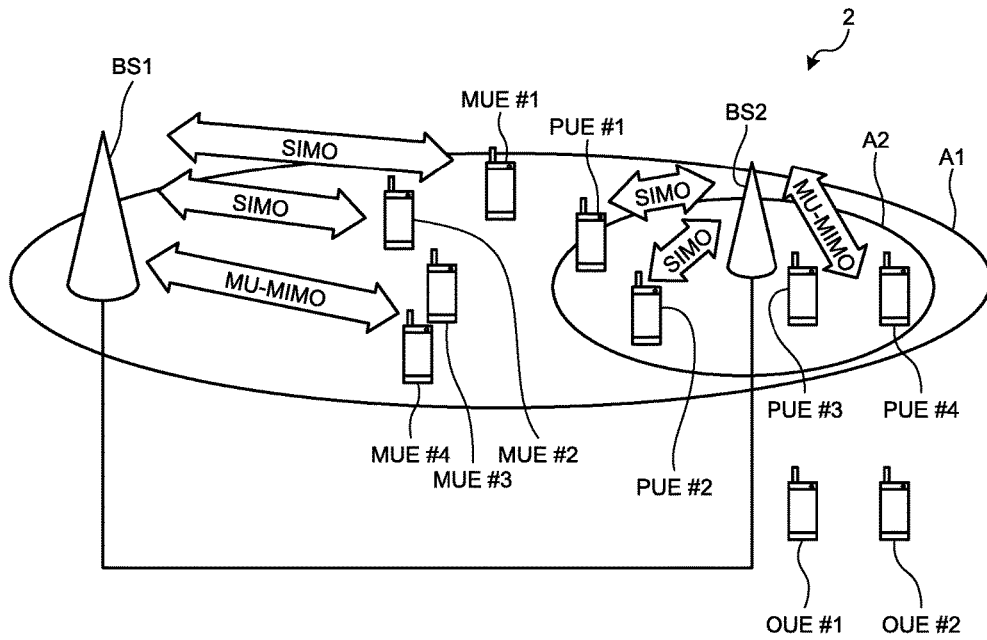 2
BS1
MUE #1
PUE #1
BS2
A2
A1
SIMO
SIMO
MU-MIMO
SIMO
SIMO
MU-MIMO
PUE #3
PUE #4
MUE #4
MUE #3
MUE #2
PUE #2
OUE #1
OUE #2